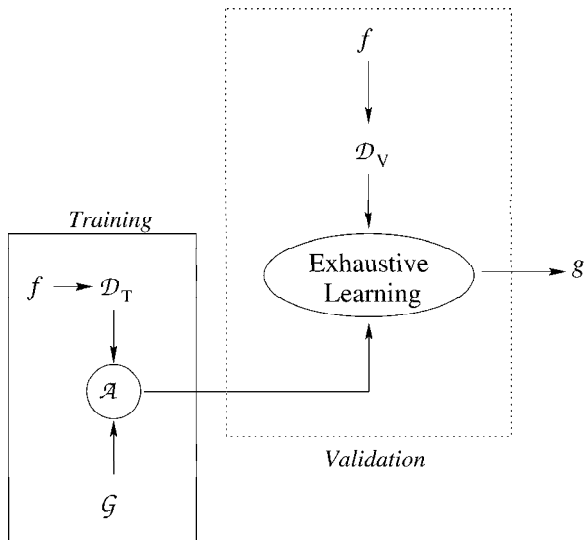 f
𝒟V
Exhaustive
Learning
g
Validation
Training
f
𝒟T
𝒜
𝒢